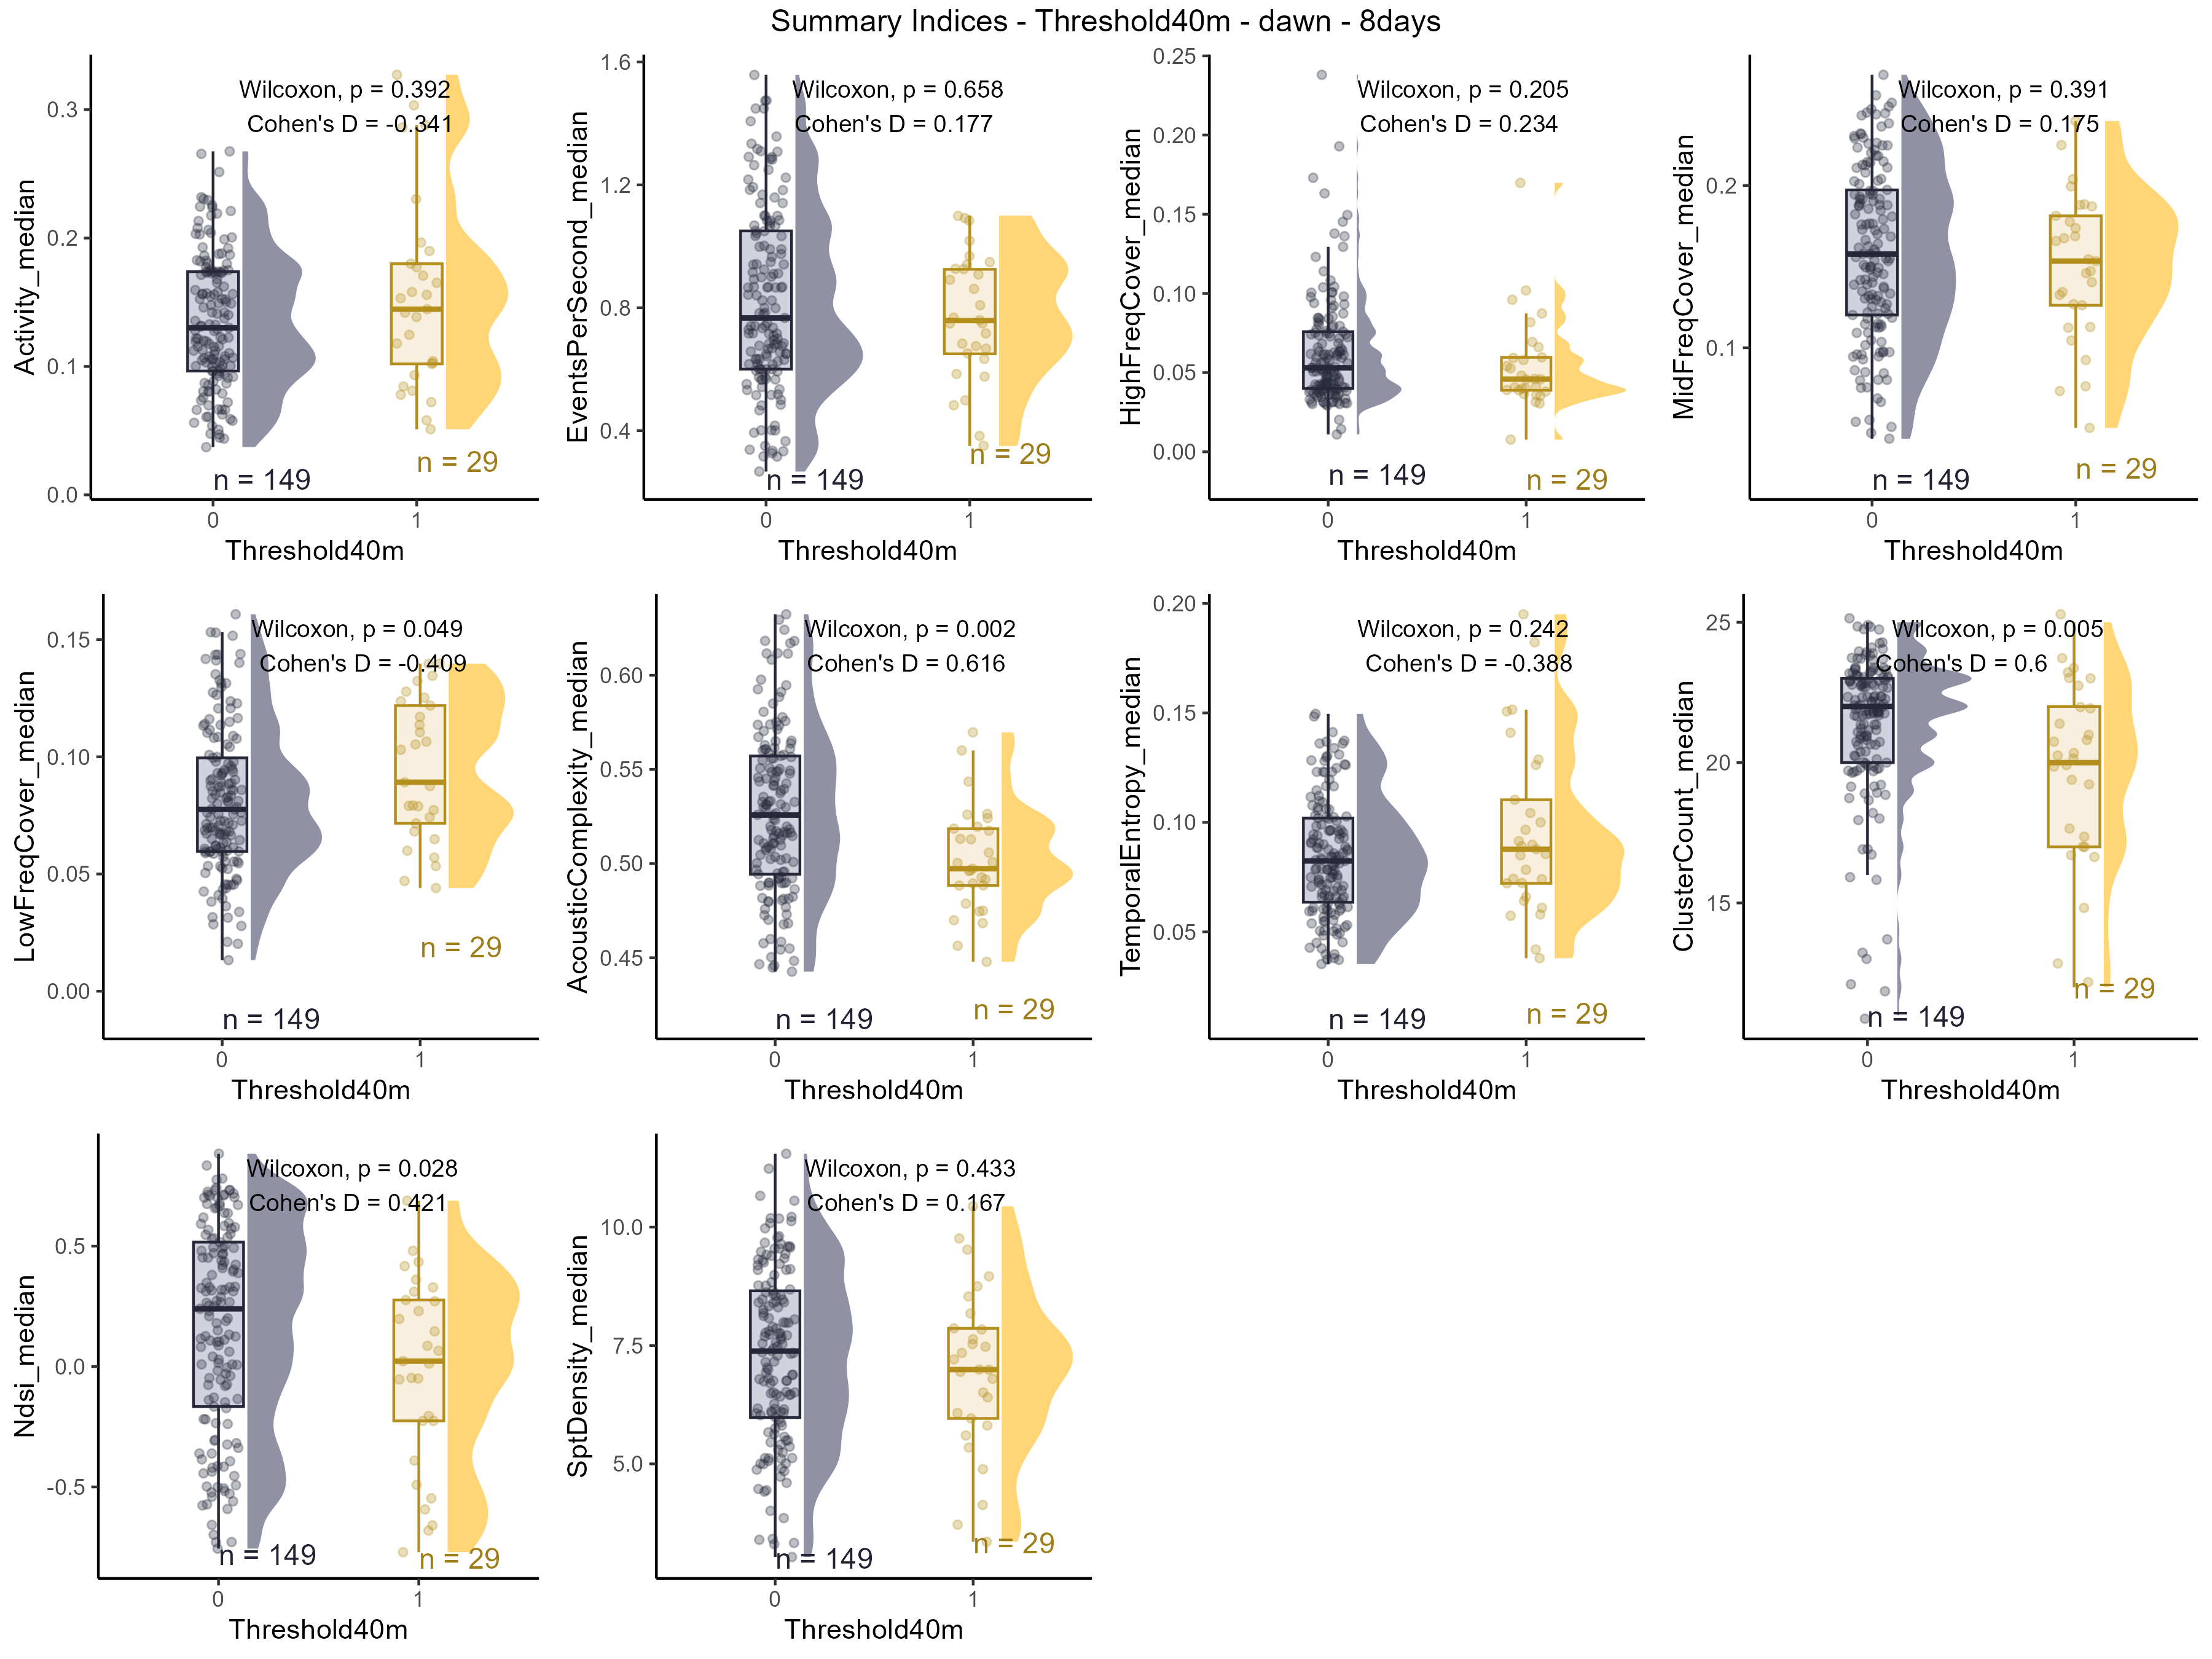 Summary Indices - Threshold40m - dawn - 8days
Activity_median
0.3
0.2
0.1
0.0
Wilcoxon, p = 0.392
Cohen's D = -0.341
n = 149
n = 29
0
1
Threshold40m
EventsPerSecond_median
1.6
1.2
0.8
0.4
Wilcoxon, p = 0.658
Cohen's D = 0.177
n = 149
n = 29
0
1
Threshold40m
HighFreqCover_median
0.25
0.20
0.15
0.10
0.05
0.00
Wilcoxon, p = 0.205
Cohen's D = 0.234
n = 149
n = 29
0
1
Threshold40m
MidFreqCover_median
0.2
0.1
Wilcoxon, p = 0.391
Cohen's D = 0.175
n = 149
n = 29
0
1
Threshold40m
LowFreqCover_median
0.15
0.10
0.05
0.00
Wilcoxon, p = 0.049
Cohen's D = -0.409
n = 149
n = 29
0
1
Threshold40m
AcousticComplexity_median
0.60
0.55
0.50
0.45
Wilcoxon, p = 0.002
Cohen's D = 0.616
n = 149
n = 29
0
1
Threshold40m
TemporalEntropy_median
0.20
0.15
0.10
0.05
Wilcoxon, p = 0.242
Cohen's D = -0.388
n = 149
n = 29
0
1
Threshold40m
ClusterCount_median
25
20
15
Wilcoxon, p = 0.005
Cohen's D = 0.6
n = 149
n = 29
0
1
Threshold40m
Ndsi_median
0.5
0.0
-0.5
Wilcoxon, p = 0.028
Cohen's D = 0.421
n = 149
n = 29
0
1
Threshold40m
SptDensity_median
10.0
7.5
5.0
Wilcoxon, p = 0.433
Cohen's D = 0.167
n = 149
n = 29
0
1
Threshold40m